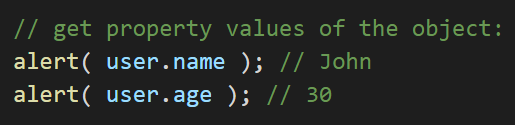 // get property values of the object:
alert( user.name ); // John
alert( user.age ); // 30